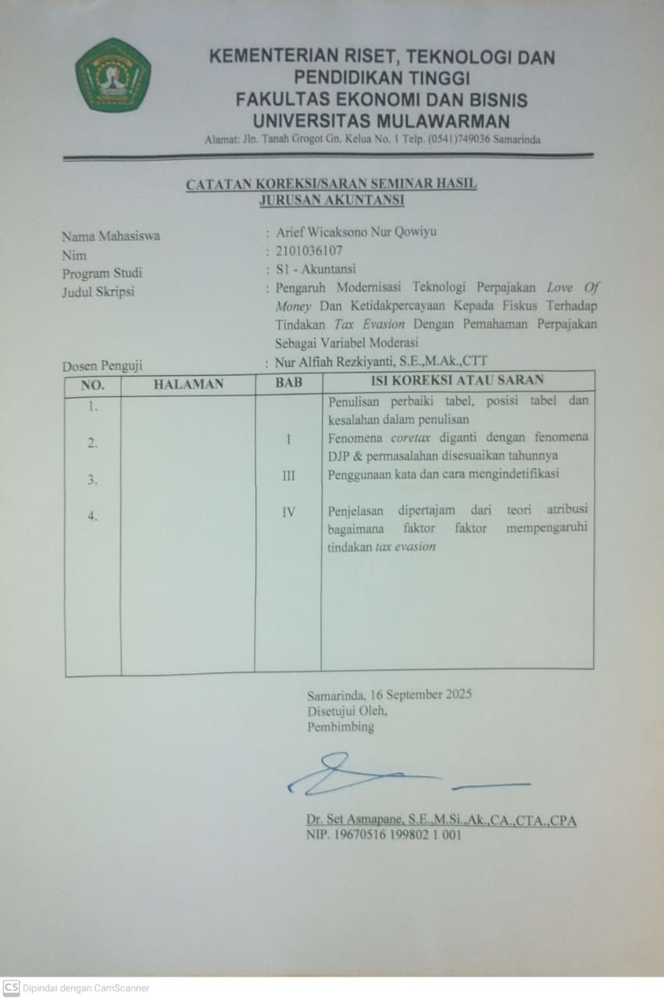 KEMENTERIAN RISET, TEKNOLOGI DAN
PENDIDIKAN TINGGI
FAKULTAS EKONOMI DAN BISNIS
UNIVERSITAS MULAWARMAN
Alamat: Jln. Tanah Grogot Gn. Kelua No. 1 Telp. (0541)749036 Samarinda
CATATAN KOREKSI/SARAN SEMINAR HASIL
JURUSAN AKUNTANSI
Nama Mahasiswa : Arief Wicaksono Nur Qowiyu
Nim : 2101036107
Program Studi : S1 - Akuntansi
Judul Skripsi : Pengaruh Modernisasi Teknologi Perpajakan Love Of
Money Dan Ketidakpercayaan Kepada Fiskus Terhadap
Tindakan Tax Evasion Dengan Pemahaman Perpajakan
Sebagai Variabel Moderasi
Dosen Penguji : Nur Alfiah Rezkiyanti, S.E.,M.Ak.,CTT
NO. HALAMAN BAB ISI KOREKSI ATAU SARAN
1. Penulisan perbaiki tabel, posisi tabel dan
kesalahan dalam penulisan
2. I Fenomena coretax diganti dengan fenomena
DJP & permasalahan disesuaikan tahunnya
3. III Penggunaan kata dan cara mengindetifikasi
4. IV Penjelasan dipertajam dari teori atribusi
bagaimana faktor faktor mempengaruhi
tindakan tax evasion
Samarinda, 16 September 2025
Disetujui Oleh,
Pembimbing
Dr. Set Asmapane, S.E.,M.Si.,Ak.,CA.,CTA.,CPA
NIP. 19670516 199802 1 001
CS Dipindai dengan CamScanner